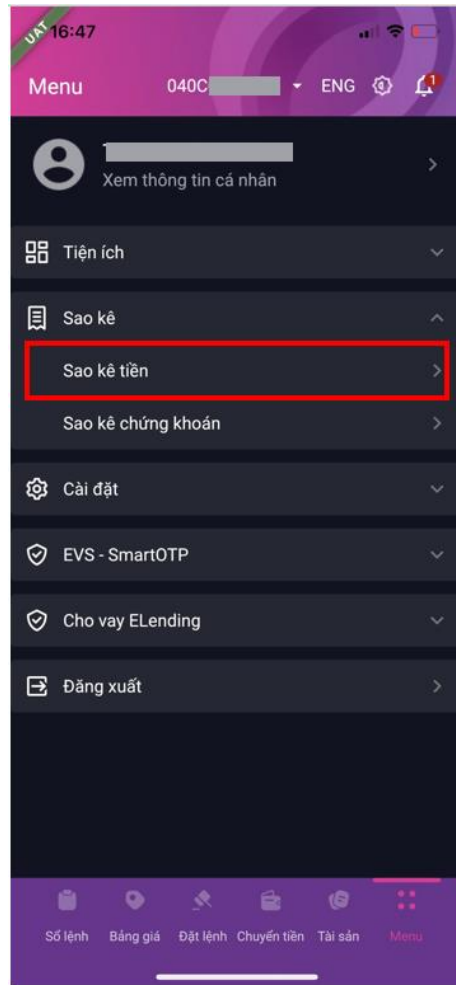 UAT
16:47
Menu 040C ENG
1
Xem thông tin cá nhân
Tiện ích
Sao kê
Sao kê tiền
Sao kê chứng khoán
Cài đặt
EVS - SmartOTP
Cho vay ELending
Đăng xuất
Sổ lệnh Bảng giá Đặt lệnh Chuyển tiền Tài sản Menu